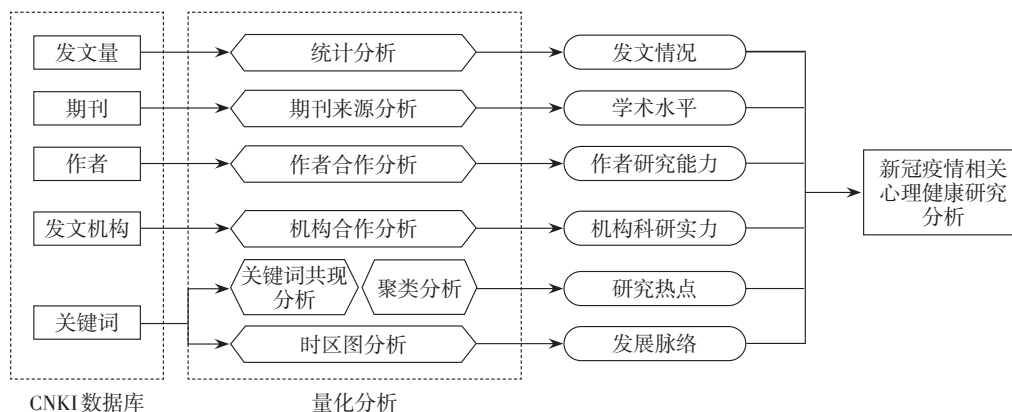 发文量
统计分析
发文情况
期刊
期刊来源分析
学术水平
作者
作者合作分析
作者研究能力
新冠疫情相关
心理健康研究
分析
发文机构
机构合作分析
机构科研实力
关键词共现
分析
聚类分析
研究热点
关键词
时区图分析
发展脉络
CNKI数据库
量化分析